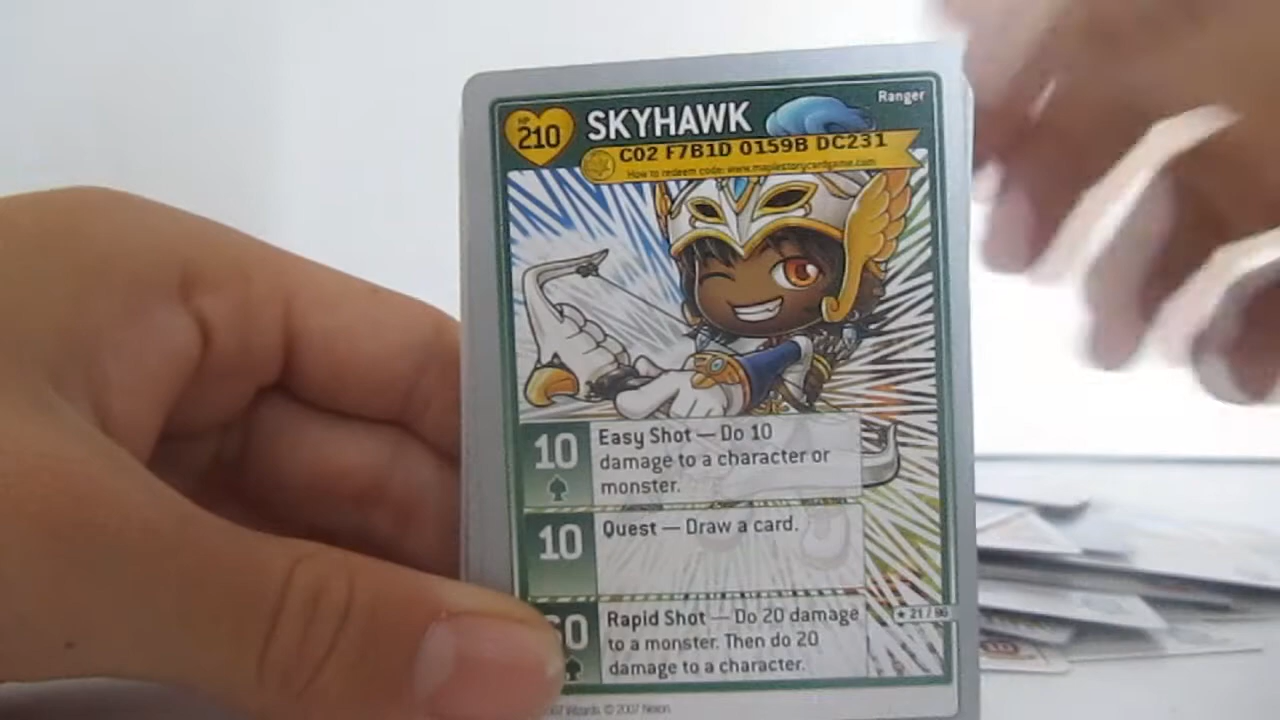 Ranger
HP
210
SKYHAWK
C02 F7B1D 0159B DC231
How to redeem code: www.maplestorycardgame.com
10
Easy Shot — Do 10
damage to a character or
monster.
10
Quest — Draw a card.
Rapid Shot — Do 20 damage
to a monster. Then do 20
damage to a character.
★ 21 / 96
Wizards © 2007 Nexon